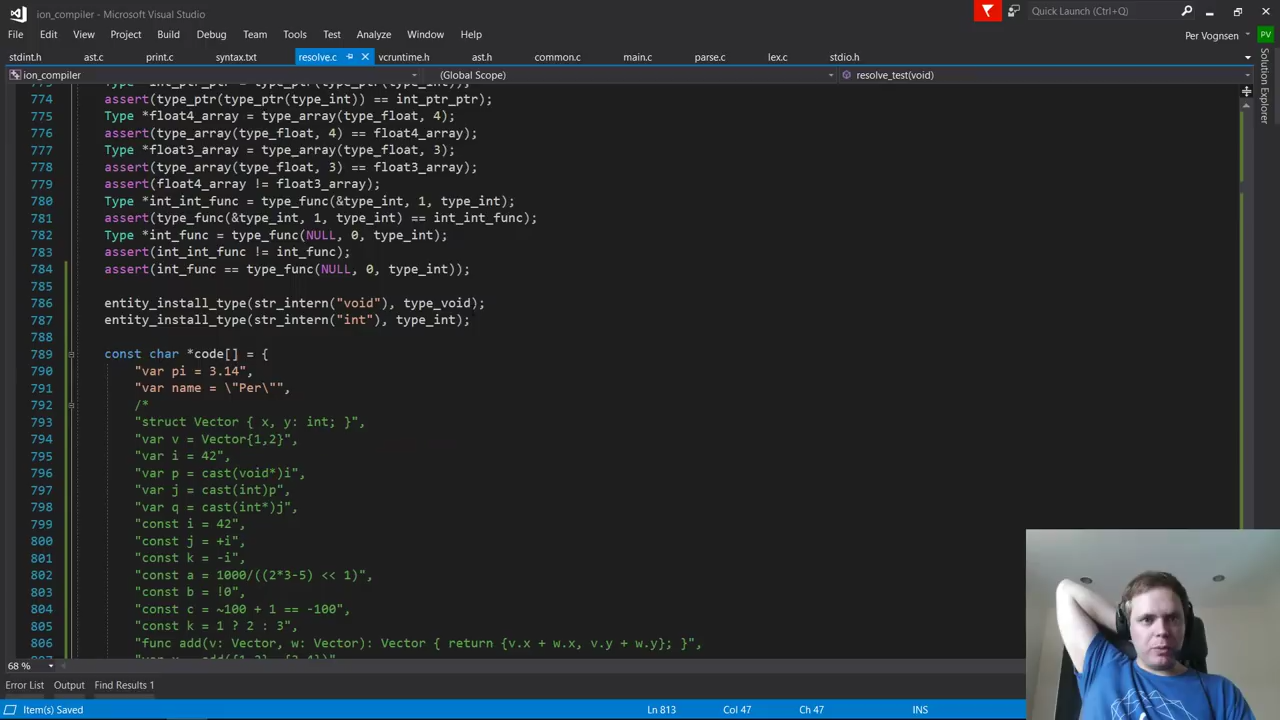 ion_compiler - Microsoft Visual Studio
Quick Launch (Ctrl+Q)
File Edit View Project Build Debug Team Tools Test Analyze Window Help
Per Vognsen PV
stdint.h ast.c print.c syntax.txt resolve.c vcruntime.h ast.h common.c main.c parse.c lex.c stdio.h
Solution Explorer
ion_compiler (Global Scope) resolve_test(void)
774 assert(type_ptr(type_ptr(type_int)) == int_ptr_ptr);
775 Type *float4_array = type_array(type_float, 4);
776 assert(type_array(type_float, 4) == float4_array);
777 Type *float3_array = type_array(type_float, 3);
778 assert(type_array(type_float, 3) == float3_array);
779 assert(float4_array != float3_array);
780 Type *int_int_func = type_func(&type_int, 1, type_int);
781 assert(type_func(&type_int, 1, type_int) == int_int_func);
782 Type *int_func = type_func(NULL, 0, type_int);
783 assert(int_int_func != int_func);
784 assert(int_func == type_func(NULL, 0, type_int));
785
786 entity_install_type(str_intern("void"), type_void);
787 entity_install_type(str_intern("int"), type_int);
788
789 const char *code[] = {
790 "var pi = 3.14",
791 "var name = \"Per\"",
792 /*
793 "struct Vector { x, y: int; }",
794 "var v = Vector{1,2}",
795 "var i = 42",
796 "var p = cast(void*)i",
797 "var j = cast(int)p",
798 "var q = cast(int*)j",
799 "const i = 42",
800 "const j = +i",
801 "const k = -i",
802 "const a = 1000/((2*3-5) << 1)",
803 "const b = !0",
804 "const c = ~100 + 1 == -100",
805 "const k = 1 ? 2 : 3",
806 "func add(v: Vector, w: Vector): Vector { return {v.x + w.x, v.y + w.y}; }",
68 %
Error List Output Find Results 1
Item(s) Saved Ln 813 Col 47 Ch 47 INS